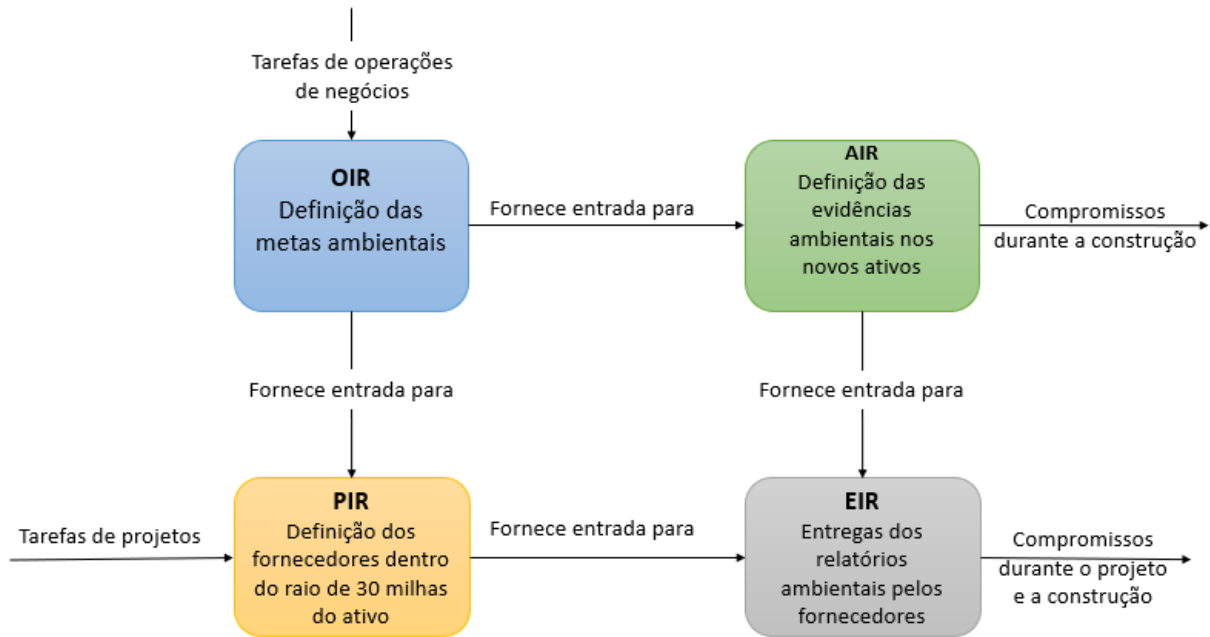 Tarefas de operações
de negócios
OIR
Definição das
metas ambientais
Fornece entrada para
AIR
Definição das
evidências
ambientais nos
novos ativos
Compromissos
durante a construção
Fornece entrada para
Fornece entrada para
Tarefas de projetos
PIR
Definição dos
fornecedores dentro
do raio de 30 milhas
do ativo
Fornece entrada para
EIR
Entregas dos
relatórios
ambientais pelos
fornecedores
Compromissos
durante o projeto
e a construção